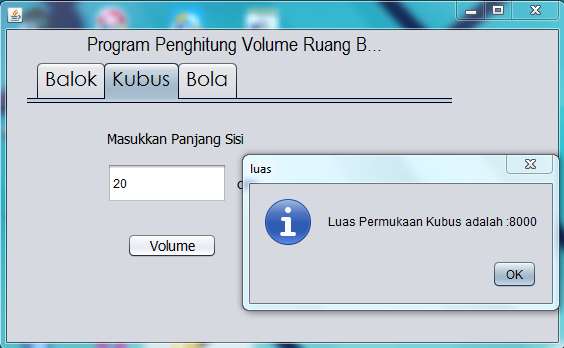 Program Penghitung Volume Ruang B...
Balok Kubus Bola
Masukkan Panjang Sisi
20
Volume
luas
Luas Permukaan Kubus adalah :8000
OK